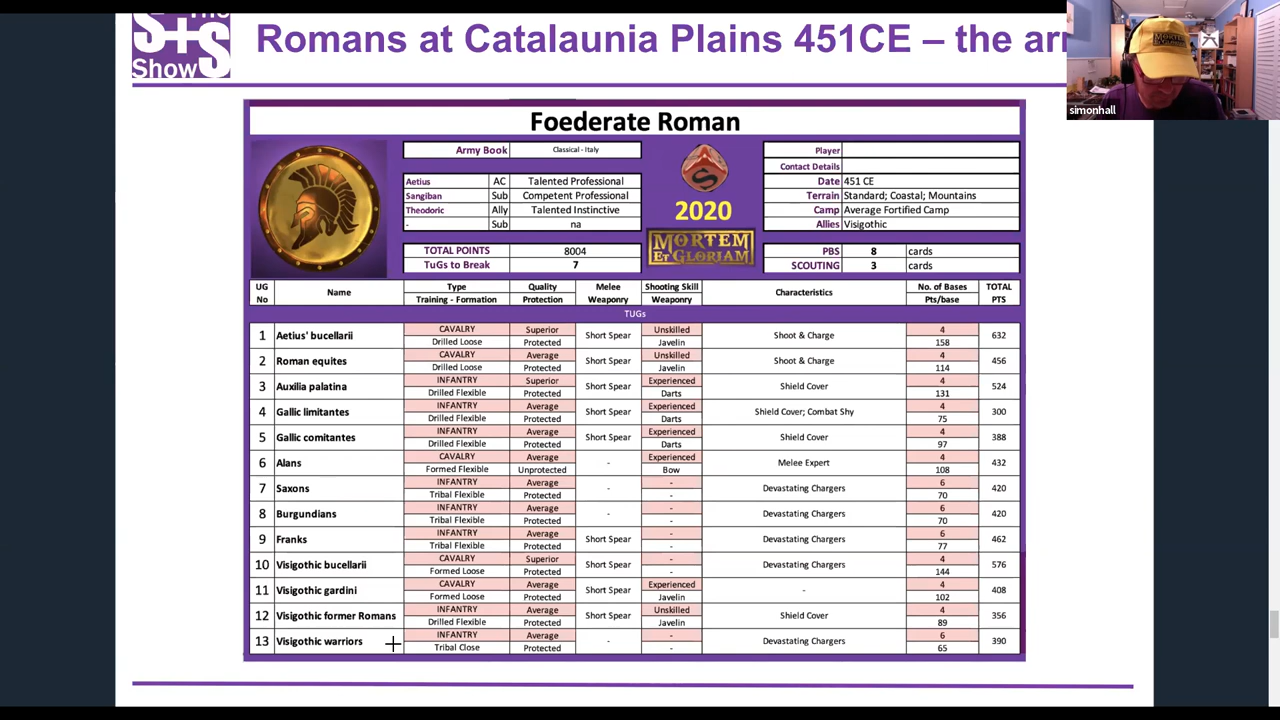 The
S+S
Show
Romans at Catalaunia Plains 451CE – the
simonhall
Foederate Roman
Army Book Classical - Italy
Aetius AC Talented Professional
Sangiban Sub Competent Professional
Theodoric Ally Talented Instinctive
- Sub na
TOTAL POINTS 8004
TuGs to Break 7
2020
MORTEM
ET GLORIAM
Player
Contact Details
Date 451 CE
Terrain Standard; Coastal; Mountains
Camp Average Fortified Camp
Allies Visigothic
PBS 8 cards
SCOUTING 3 cards
UG No Name Type Training - Formation Quality Protection Melee Weaponry Shooting Skill Weaponry Characteristics No. of Bases Pts/base TOTAL PTS
TUGs
1 Aetius' bucellarii CAVALRY Drilled Loose Superior Protected Short Spear Unskilled Javelin Shoot & Charge 4 158 632
2 Roman equites CAVALRY Drilled Loose Average Protected Short Spear Unskilled Javelin Shoot & Charge 4 114 456
3 Auxilia palatina INFANTRY Drilled Flexible Superior Protected Short Spear Experienced Darts Shield Cover 4 131 524
4 Gallic limitantes INFANTRY Drilled Flexible Average Protected Short Spear Experienced Darts Shield Cover; Combat Shy 4 75 300
5 Gallic comitantes INFANTRY Drilled Flexible Average Protected Short Spear Experienced Darts Shield Cover 4 97 388
6 Alans CAVALRY Formed Flexible Average Unprotected - Experienced Bow Melee Expert 4 108 432
7 Saxons INFANTRY Tribal Flexible Average Protected - - - Devastating Chargers 6 70 420
8 Burgundians INFANTRY Tribal Flexible Average Protected - - - Devastating Chargers 6 70 420
9 Franks INFANTRY Tribal Flexible Average Protected Short Spear - - Devastating Chargers 6 77 462
10 Visigothic bucellarii CAVALRY Formed Loose Superior Protected Short Spear - - Devastating Chargers 4 144 576
11 Visigothic gardini CAVALRY Formed Loose Average Protected Short Spear Experienced Javelin - 4 102 408
12 Visigothic former Romans INFANTRY Drilled Flexible Average Protected Short Spear Unskilled Javelin Shield Cover 4 89 356
13 Visigothic warriors INFANTRY Tribal Close Average Protected - - - Devastating Chargers 6 65 390